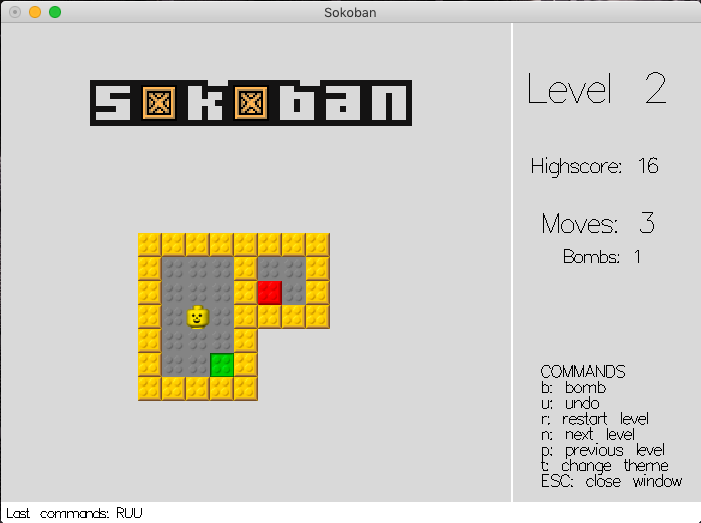 Sokoban
sokoban
Level 2
Highscore: 16
Moves: 3
Bombs: 1
COMMANDS
b: bomb
u: undo
r: restart level
n: next level
p: previous level
t: change theme
ESC: close window
Last commands: RUU